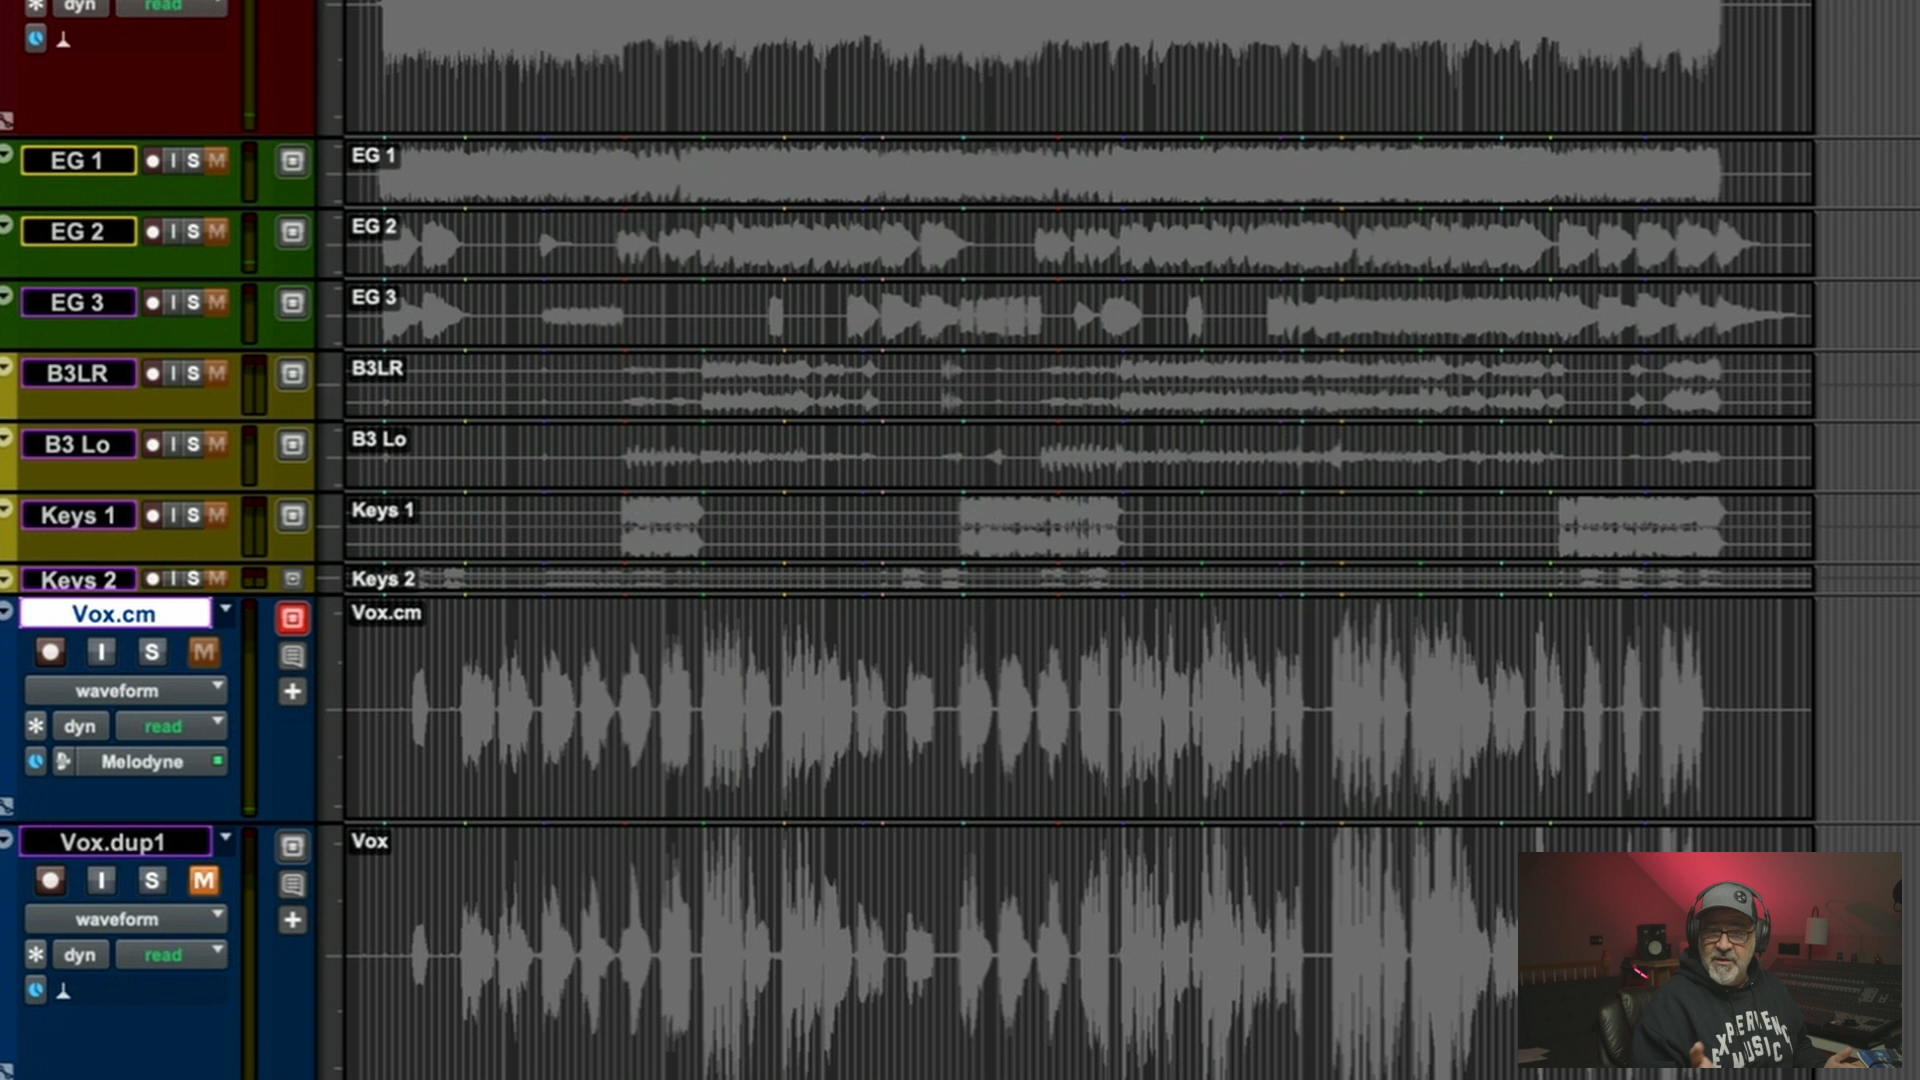 dyn read
EG 1 I S M EG 1
EG 2 I S M EG 2
EG 3 I S M EG 3
B3LR I S M B3LR
B3 Lo I S M B3 Lo
Keys 1 I S M Keys 1
Keys 2 I S M Keys 2
Vox.cm Vox.cm
I S M
waveform
dyn read
Melodyne
Vox.dup1 Vox
I S M
waveform
dyn read
EXPERIENCE
MUSIC